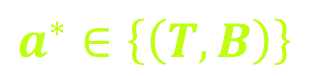 a* ∈ {(T, B)}